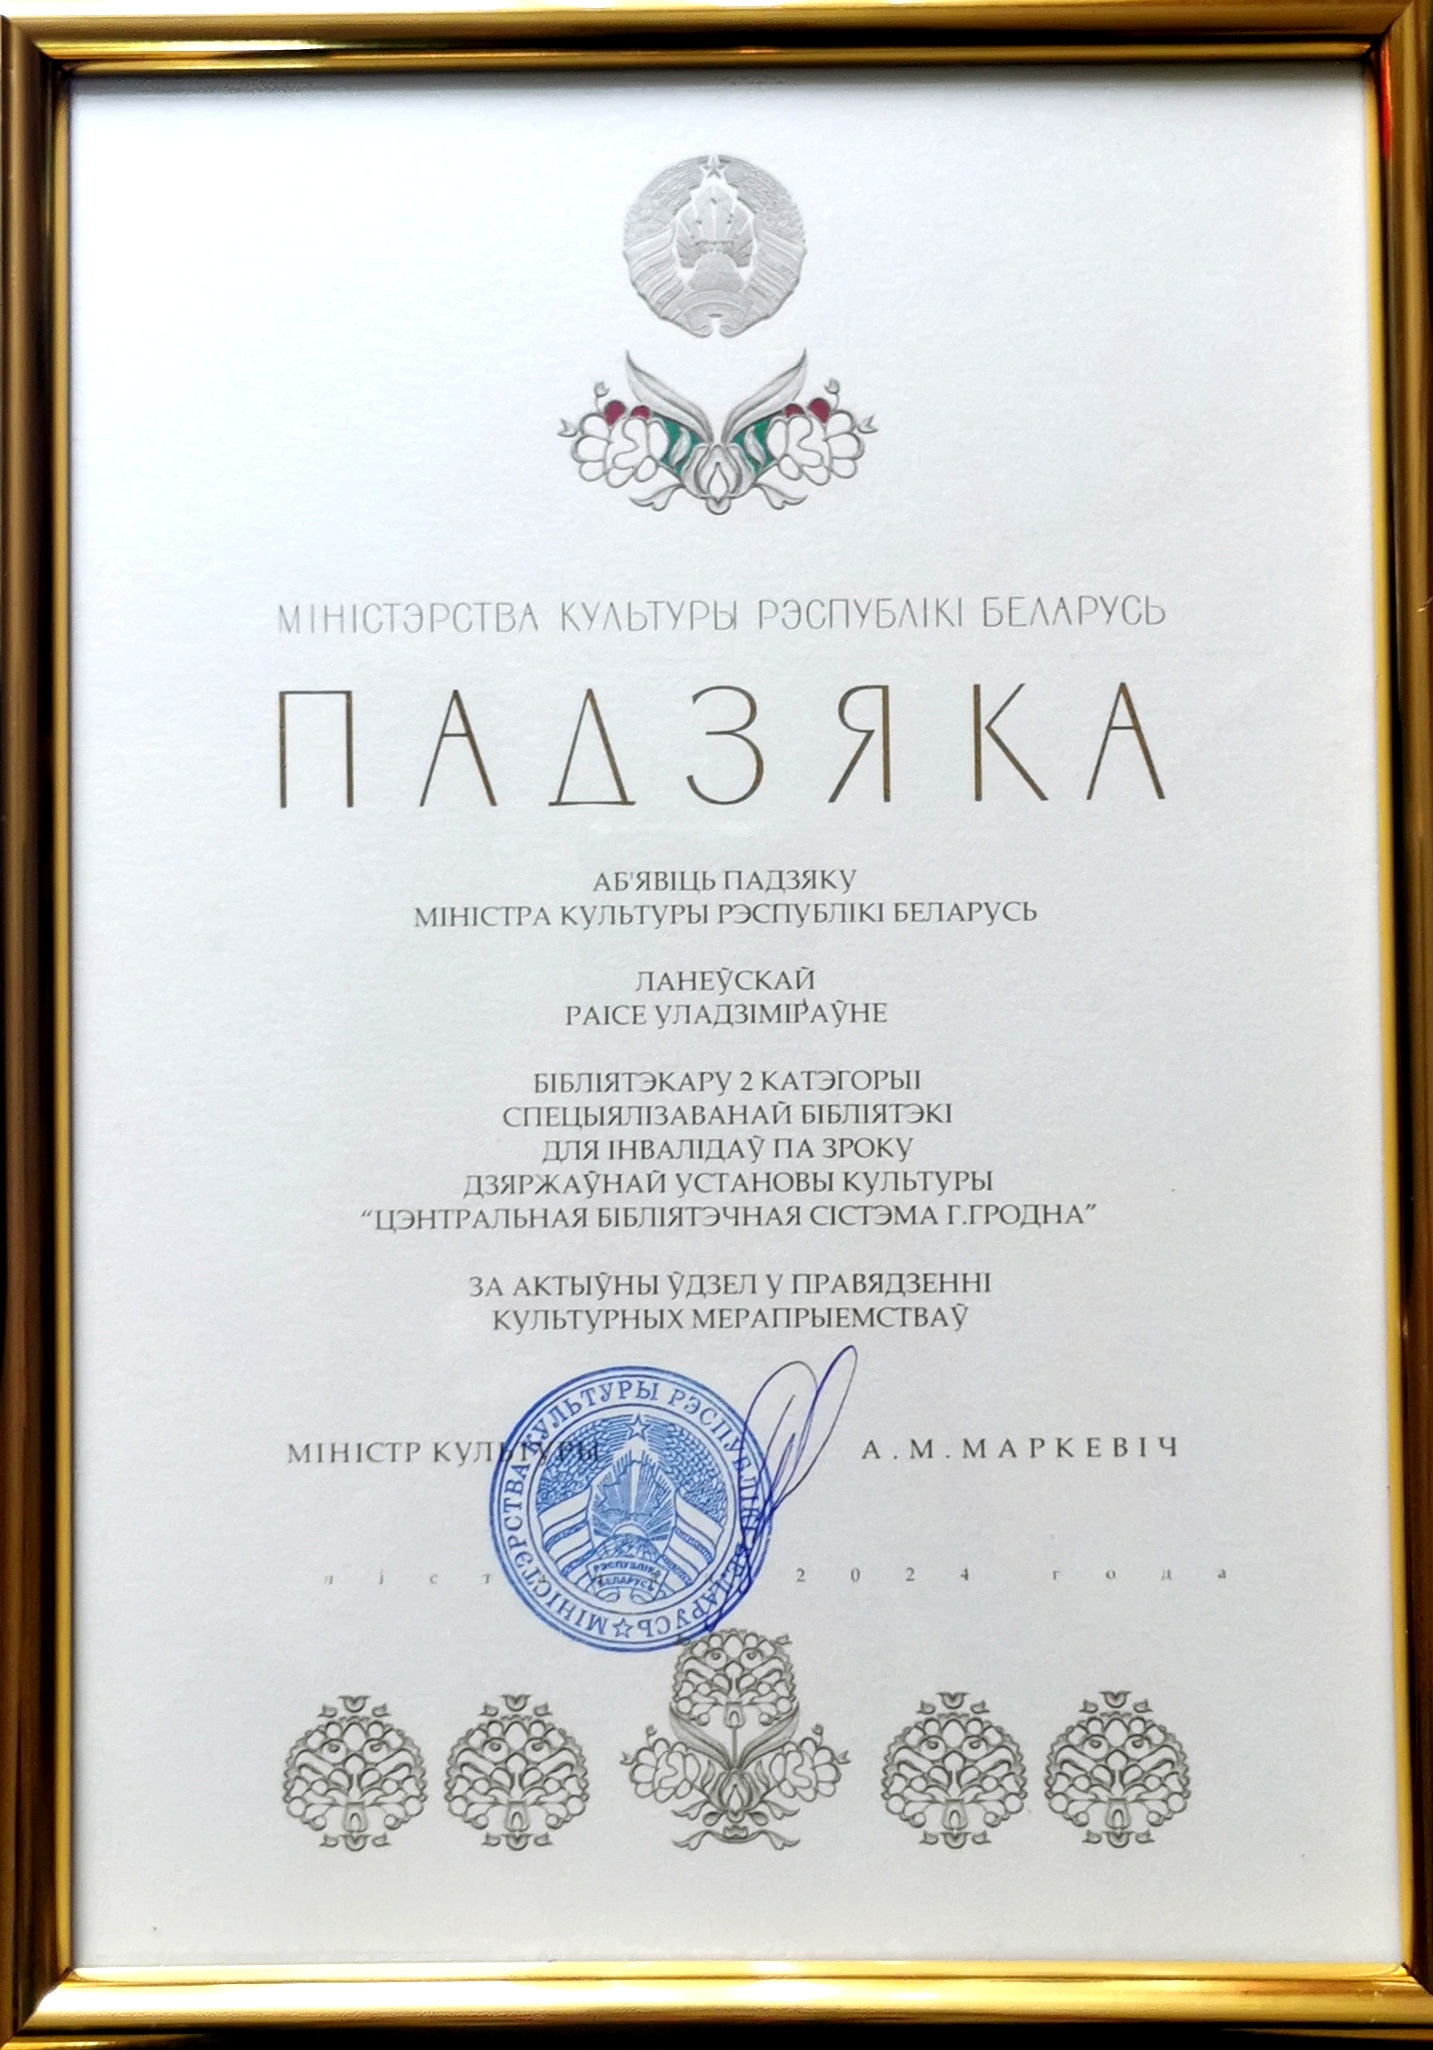 МІНІСТЭРСТВА КУЛЬТУРЫ РЭСПУБЛІКІ БЕЛАРУСЬ
ПАДЗЯКА
АБ'ЯВІЦЬ ПАДЗЯКУ
МІНІСТРА КУЛЬТУРЫ РЭСПУБЛІКІ БЕЛАРУСЬ
ЛАНЕЎСКАЙ
РАІСЕ УЛАДЗІМІРАЎНЕ
БІБЛІЯТЭКАРУ 2 КАТЭГОРЫІ
СПЕЦЫЯЛІЗАВАНАЙ БІБЛІЯТЭКІ
ДЛЯ ІНВАЛІДАЎ ПА ЗРОКУ
ДЗЯРЖАЎНАЙ УСТАНОВЫ КУЛЬТУРЫ
“ЦЭНТРАЛЬНАЯ БІБЛІЯТЭЧНАЯ СІСТЭМА Г.ГРОДНА”
ЗА АКТЫЎНЫ ЎДЗЕЛ У ПРАВЯДЗЕННІ
КУЛЬТУРНЫХ МЕРАПРЫЕМСТВАЎ
МІНІСТР КУЛЬТУРЫ А.М.МАРКЕВІЧ
МІНІСТЭРСТВА КУЛЬТУРЫ РЭСПУБЛІКІ БЕЛАРУСЬ
РЭСПУБЛІКА
БЕЛАРУСЬ
2024 года